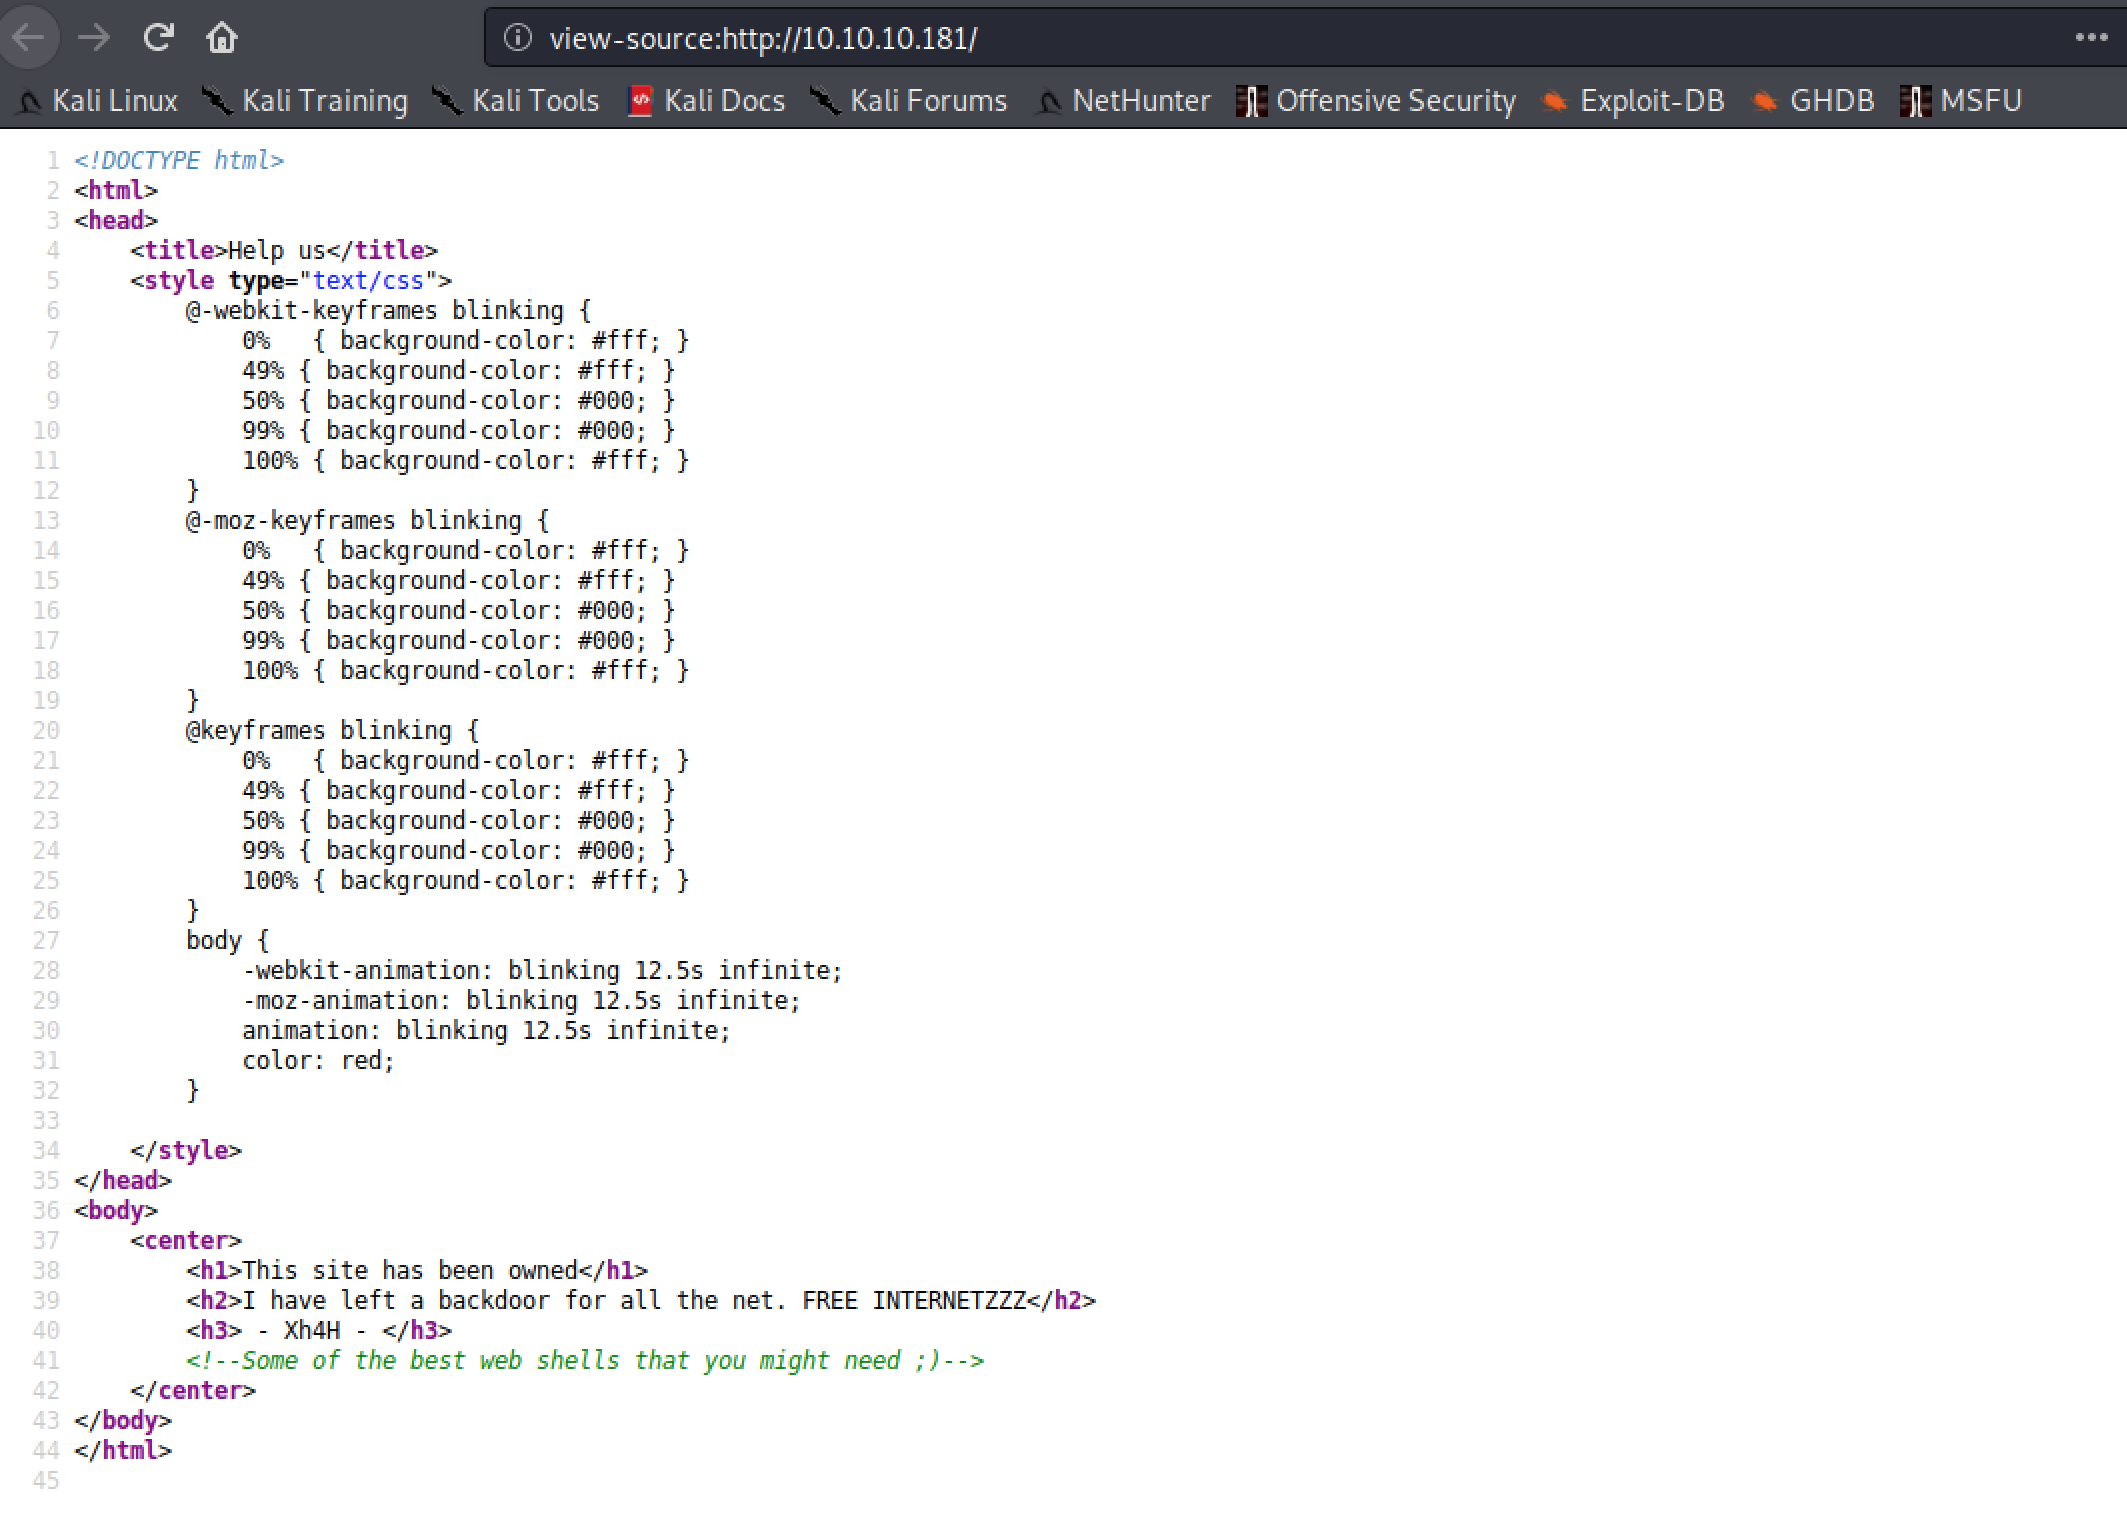 view-source:http://10.10.10.181/
Kali Linux Kali Training Kali Tools Kali Docs Kali Forums NetHunter Offensive Security Exploit-DB GHDB MSFU
1 <!DOCTYPE html>
2 <html>
3 <head>
4     <title>Help us</title>
5     <style type="text/css">
6         @-webkit-keyframes blinking {
7             0%   { background-color: #fff; }
8             49% { background-color: #fff; }
9             50% { background-color: #000; }
10             99% { background-color: #000; }
11             100% { background-color: #fff; }
12         }
13         @-moz-keyframes blinking {
14             0%   { background-color: #fff; }
15             49% { background-color: #fff; }
16             50% { background-color: #000; }
17             99% { background-color: #000; }
18             100% { background-color: #fff; }
19         }
20         @keyframes blinking {
21             0%   { background-color: #fff; }
22             49% { background-color: #fff; }
23             50% { background-color: #000; }
24             99% { background-color: #000; }
25             100% { background-color: #fff; }
26         }
27         body {
28             -webkit-animation: blinking 12.5s infinite;
29             -moz-animation: blinking 12.5s infinite;
30             animation: blinking 12.5s infinite;
31             color: red;
32         }
33
34     </style>
35 </head>
36 <body>
37     <center>
38         <h1>This site has been owned</h1>
39         <h2>I have left a backdoor for all the net. FREE INTERNETZZZ</h2>
40         <h3> - Xh4H - </h3>
41         <!--Some of the best web shells that you might need ;)-->
42     </center>
43 </body>
44 </html>
45